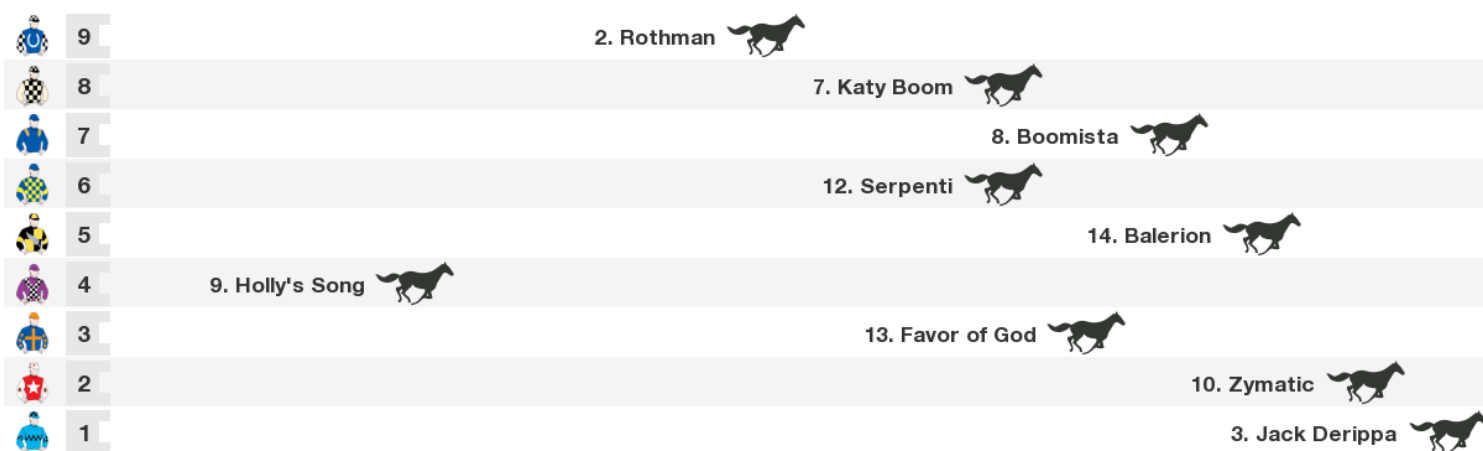 9 2. Rothman
8 7. Katy Boom
7 8. Boomista
6 12. Serpenti
5 14. Balerion
4 9. Holly's Song
3 13. Favor of God
2 10. Zymatic
1 3. Jack Derippa